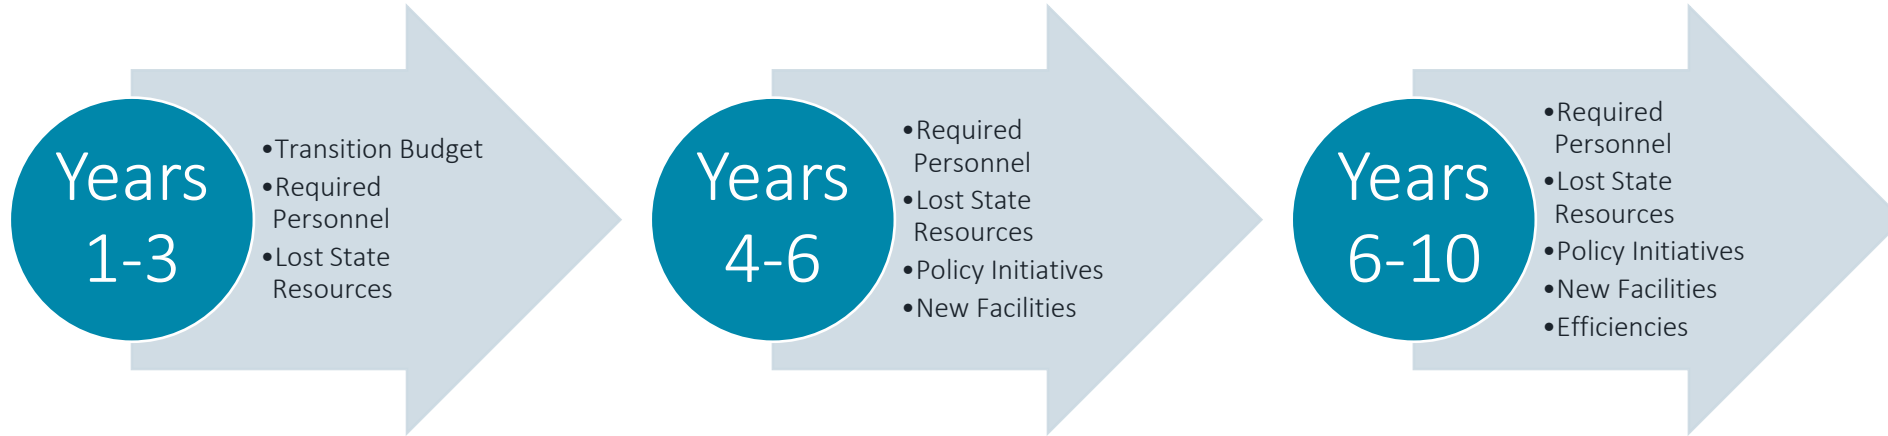 Years
1-3
•Transition Budget
•Required
Personnel
•Lost State
Resources
Years
4-6
•Required
Personnel
•Lost State
Resources
•Policy Initiatives
•New Facilities
Years
6-10
•Required
Personnel
•Lost State
Resources
•Policy Initiatives
•New Facilities
•Efficiencies